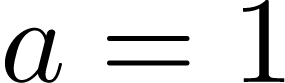 a = 1